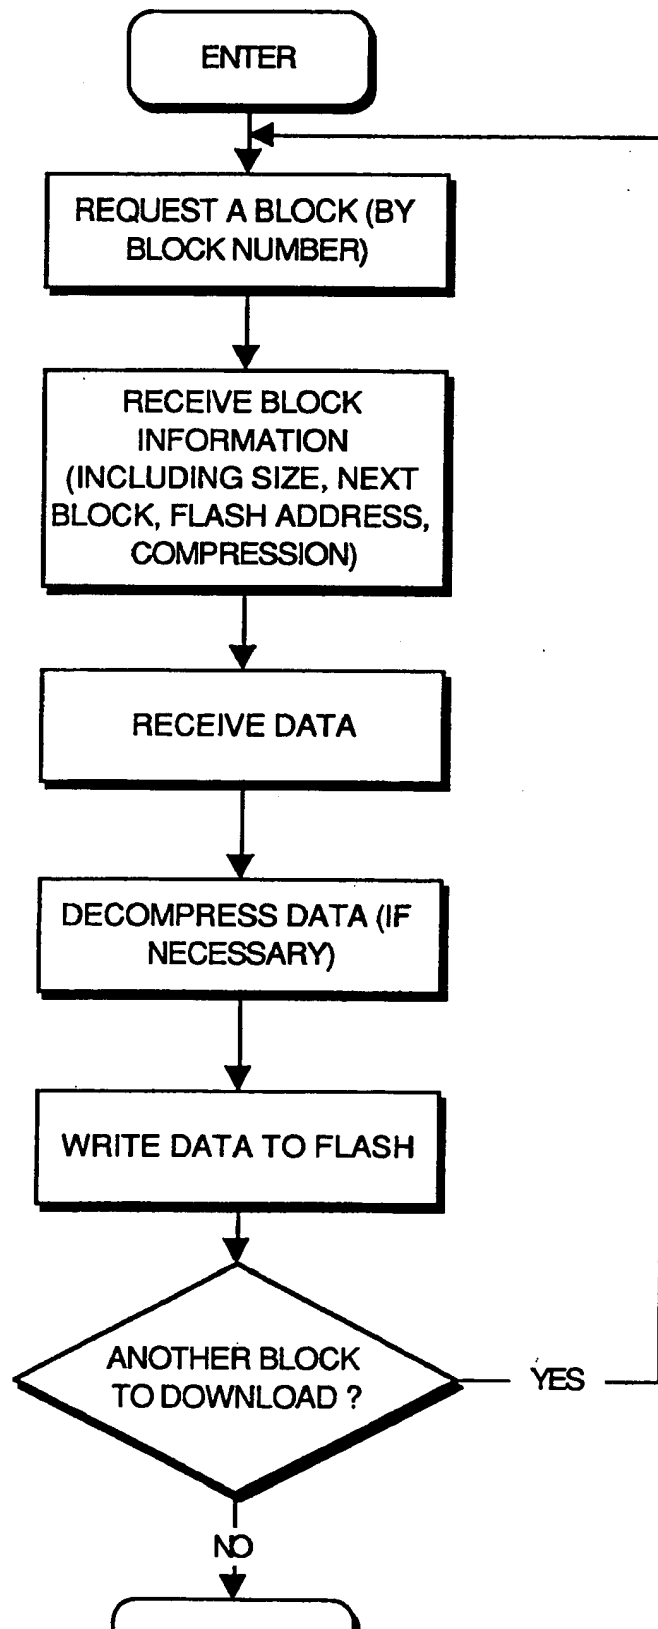 ENTER
REQUEST A BLOCK (BY
BLOCK NUMBER)
RECEIVE BLOCK
INFORMATION
(INCLUDING SIZE, NEXT
BLOCK, FLASH ADDRESS,
COMPRESSION)
RECEIVE DATA
DECOMPRESS DATA (IF
NECESSARY)
WRITE DATA TO FLASH
ANOTHER BLOCK
TO DOWNLOAD ?
YES
NO